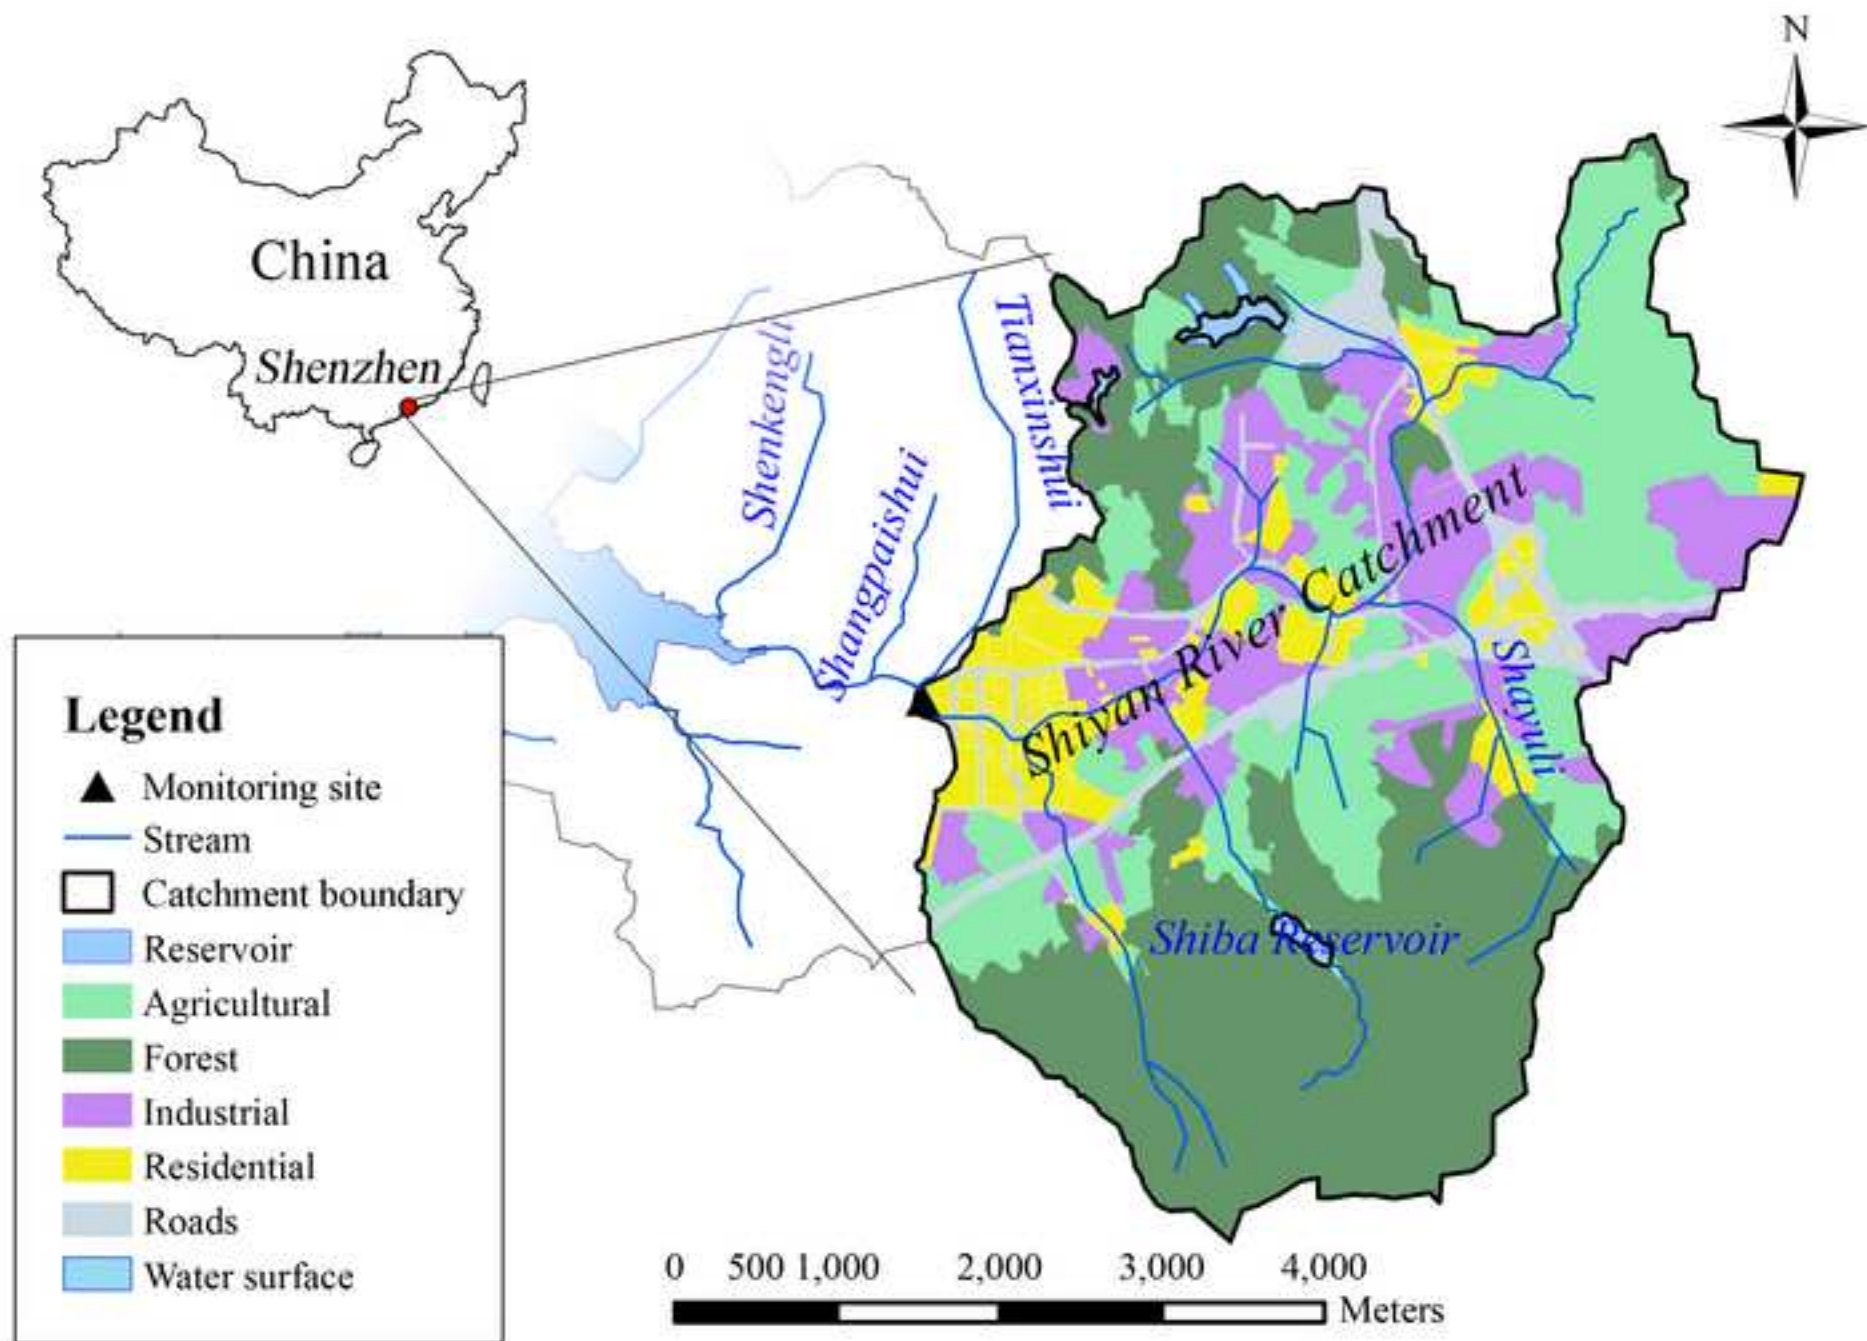 N
China
Shenzhen
Shenkengli
Shangpaishui
Tianxinshui
Shiyan River Catchment
Shayuli
Shiba Reservoir
Legend
Monitoring site
Stream
Catchment boundary
Reservoir
Agricultural
Forest
Industrial
Residential
Roads
Water surface
0 500 1,000 2,000 3,000 4,000
Meters